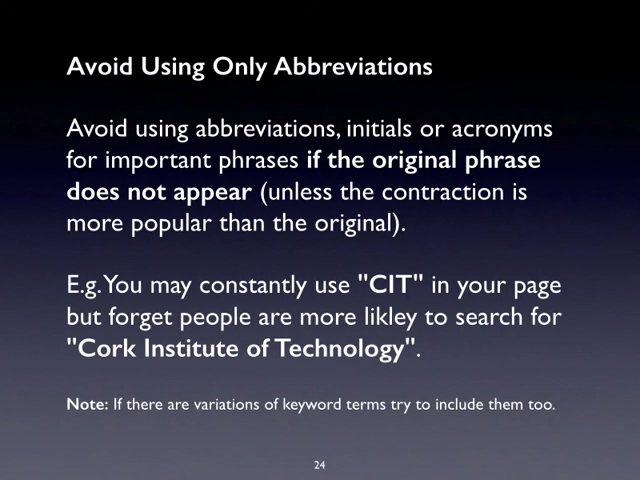 Avoid Using Only Abbreviations
Avoid using abbreviations, initials or acronyms
for important phrases if the original phrase
does not appear (unless the contraction is
more popular than the original).
E.g. You may constantly use "CIT" in your page
but forget people are more likley to search for
"Cork Institute of Technology".
Note: If there are variations of keyword terms try to include them too.
24